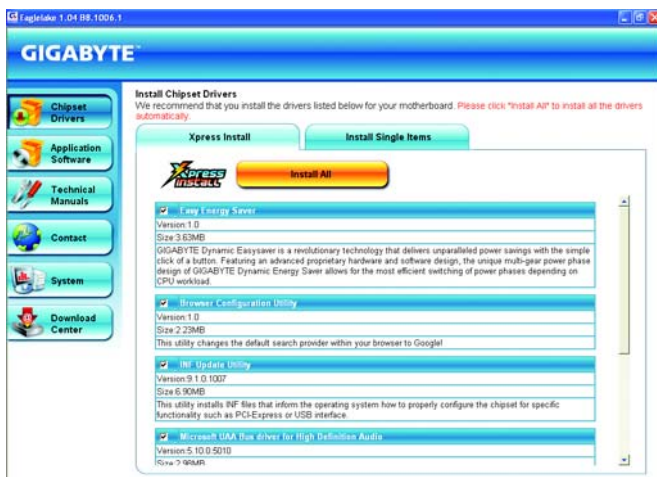 Eaglelake 1.04 B8.1006.1
GIGABYTE™
Chipset
Drivers
Application
Software
Technical
Manuals
Contact
System
Download
Center
Install Chipset Drivers
We recommend that you install the drivers listed below for your motherboard. Please click "Install All" to install all the drivers
automatically.
Xpress Install
Install Single Items
Xpress
Install
Install All
Easy Energy Saver
Version:1.0
Size:3.63MB
GIGABYTE Dynamic Easysaver is a revolutionary technology that delivers unparalleled power savings with the simple
click of a button. Featuring an advanced proprietary hardware and software design, the unique multi-gear power phase
design of GIGABYTE Dynamic Energy Saver allows for the most efficient switching of power phases depending on
CPU workload.
Browser Configuration Utility
Version:1.0
Size:2.23MB
This utility changes the default search provider within your browser to Google!
INF Update Utility
Version:9.1.0.1007
Size:6.90MB
This utility installs INF files that inform the operating system how to properly configure the chipset for specific
functionality such as PCI-Express or USB interface.
Microsoft UAA Bus driver for High Definition Audio
Version:5.10.0.5010
Size:2.98MB